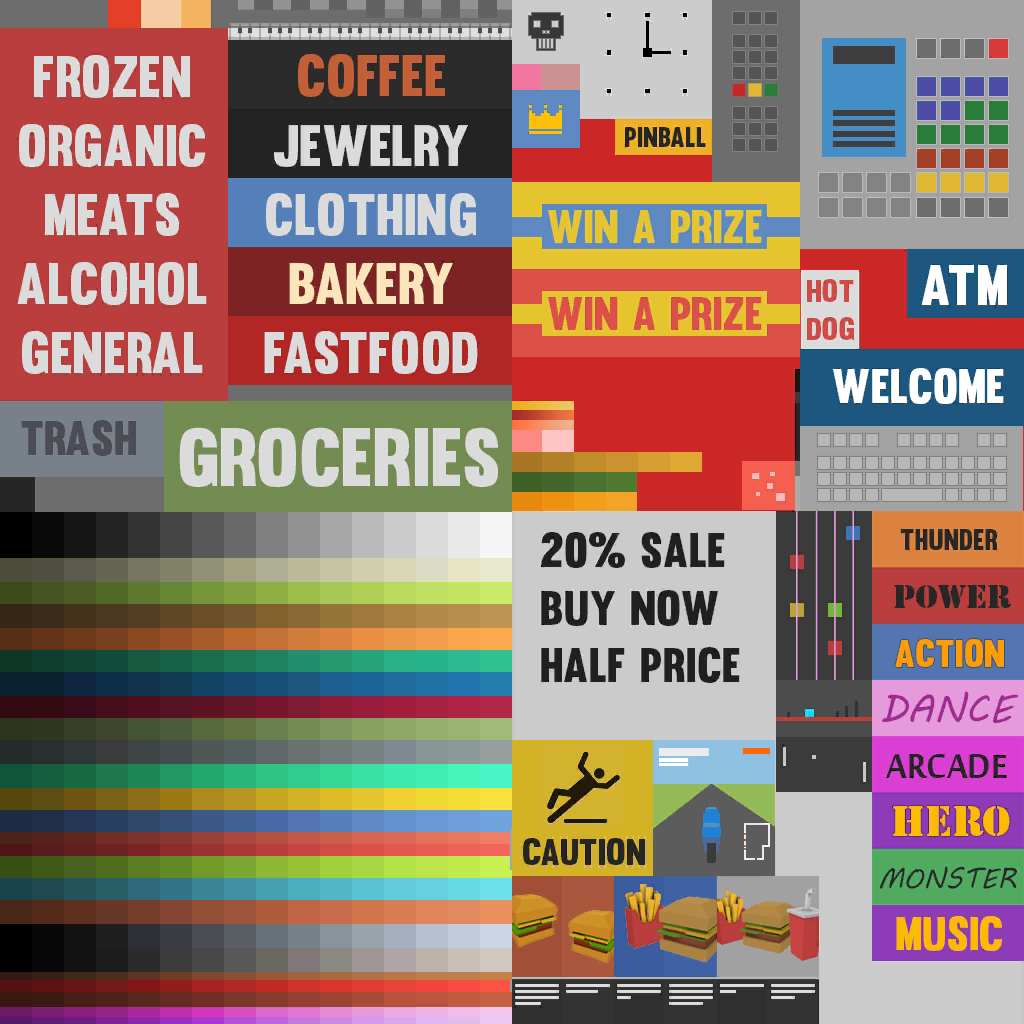 FROZEN
ORGANIC
MEATS
ALCOHOL
GENERAL
COFFEE
JEWELRY
CLOTHING
BAKERY
FASTFOOD
TRASH
GROCERIES
PINBALL
WIN A PRIZE
WIN A PRIZE
HOT
DOG
ATM
WELCOME
20% SALE
BUY NOW
HALF PRICE
CAUTION
THUNDER
POWER
ACTION
DANCE
ARCADE
HERO
MONSTER
MUSIC